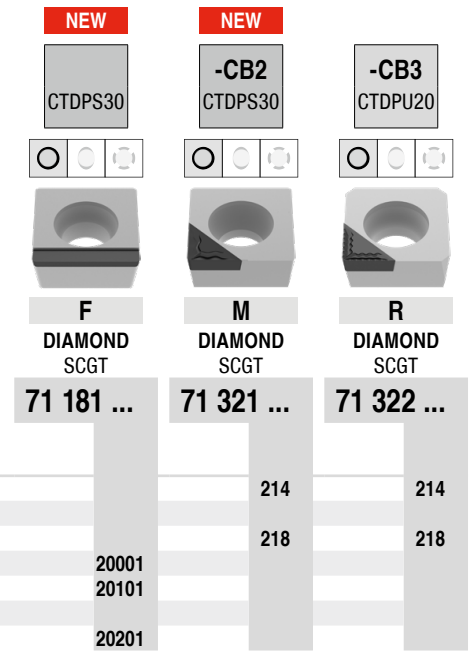 NEW NEW
-CB2 -CB3
CTDPS30 CTDPS30 CTDPU20
F M R
DIAMOND DIAMOND DIAMOND
SCGT SCGT SCGT
71 181 ... 71 321 ... 71 322 ...
214 214
218 218
20001
20101
20201